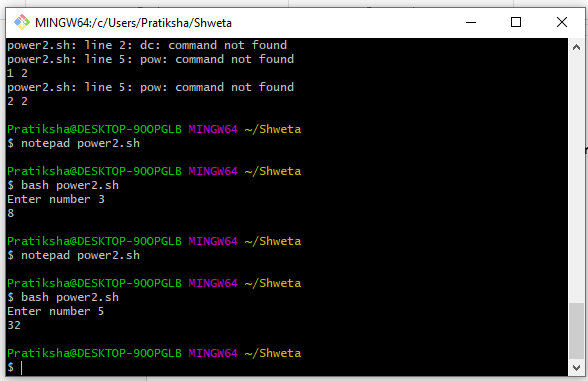 MINGW64:/c/Users/Pratiksha/Shweta
power2.sh: line 2: dc: command not found
power2.sh: line 5: pow: command not found
1 2
power2.sh: line 5: pow: command not found
2 2
Pratiksha@DESKTOP-9OOPGLB MINGW64 ~/Shweta
$ notepad power2.sh
Pratiksha@DESKTOP-9OOPGLB MINGW64 ~/Shweta
$ bash power2.sh
Enter number 3
8
Pratiksha@DESKTOP-9OOPGLB MINGW64 ~/Shweta
$ notepad power2.sh
Pratiksha@DESKTOP-9OOPGLB MINGW64 ~/Shweta
$ bash power2.sh
Enter number 5
32
Pratiksha@DESKTOP-9OOPGLB MINGW64 ~/Shweta
$